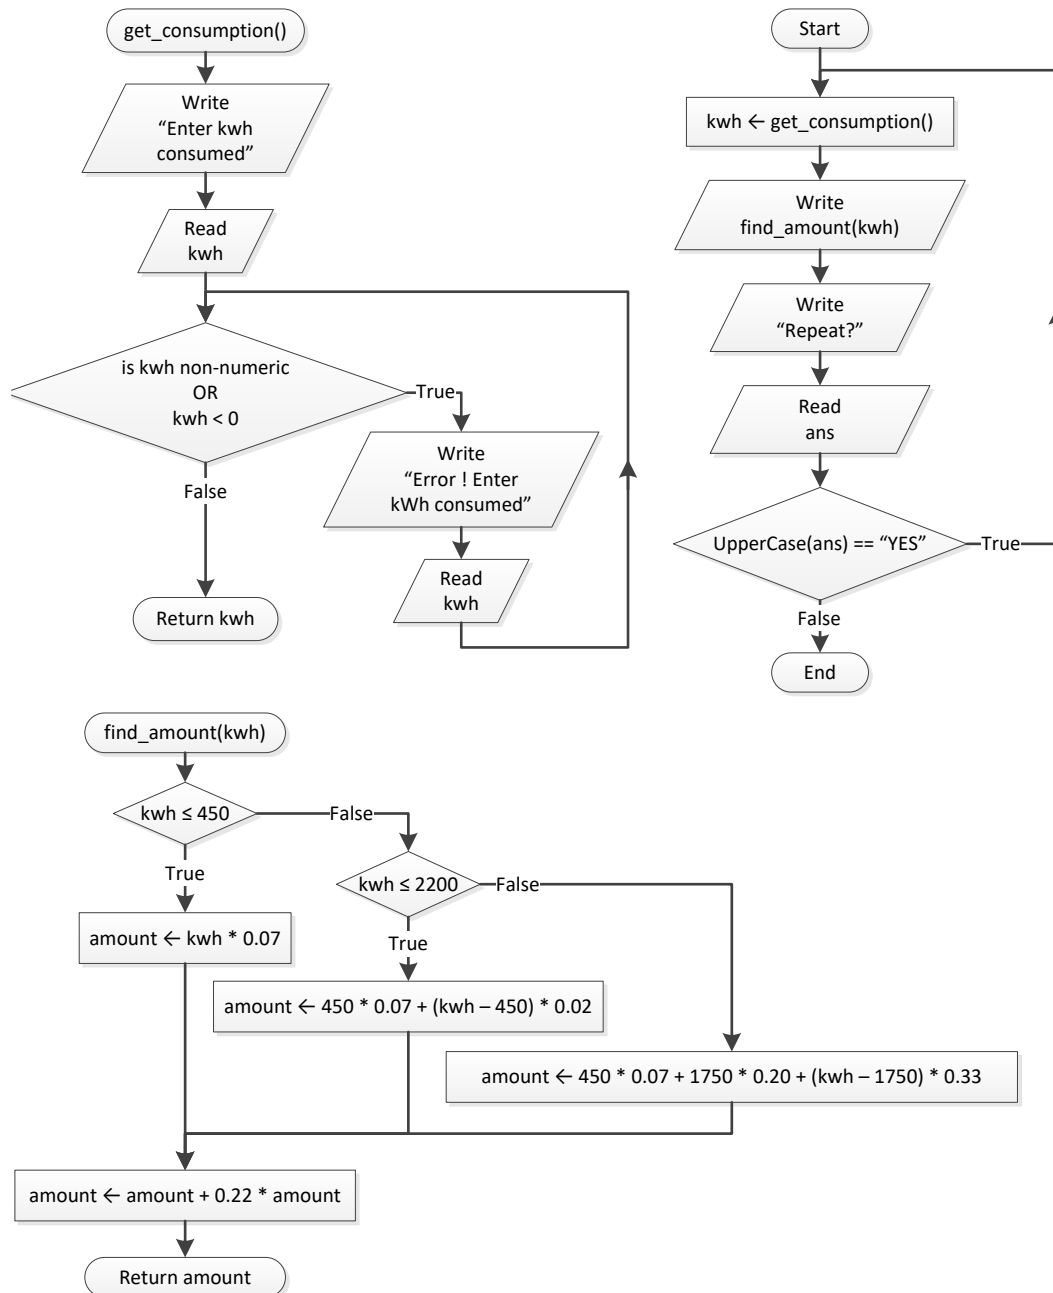 get_consumption()
Write
“Enter kwh
consumed”
Read
kwh
is kwh non-numeric
OR
kwh < 0
True
Write
“Error ! Enter
kWh consumed”
Read
kwh
False
Return kwh
Start
kwh ← get_consumption()
Write
find_amount(kwh)
Write
“Repeat?”
Read
ans
UpperCase(ans) == “YES”
True
False
End
find_amount(kwh)
kwh ≤ 450
False
True
kwh ≤ 2200
False
True
amount ← kwh * 0.07
amount ← 450 * 0.07 + (kwh – 450) * 0.02
amount ← 450 * 0.07 + 1750 * 0.20 + (kwh – 1750) * 0.33
amount ← amount + 0.22 * amount
Return amount